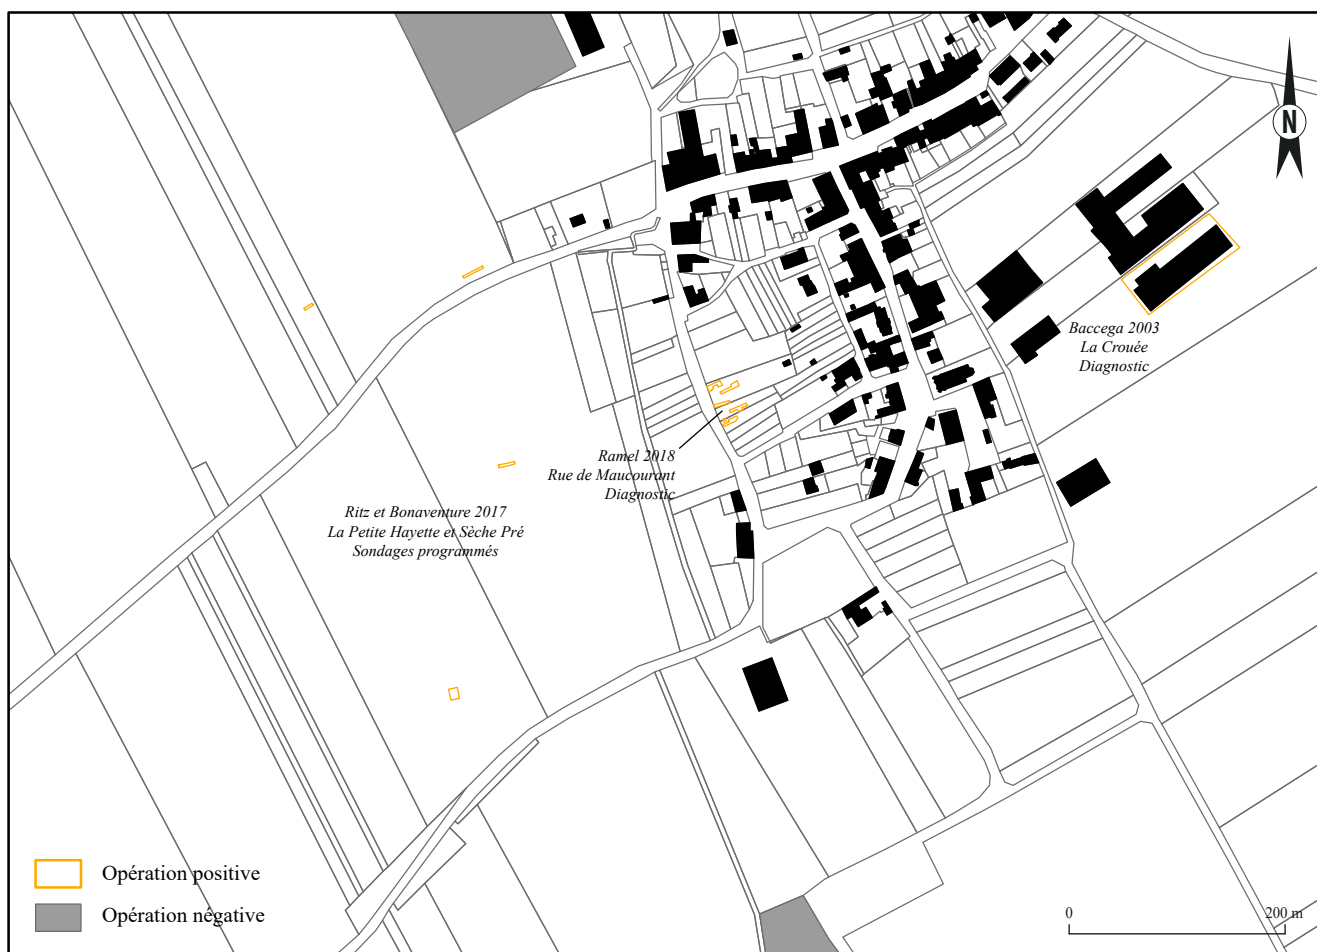 N
Baccega 2003
La Crouée
Diagnostic
Ramel 2018
Rue de Maucourant
Diagnostic
Ritz et Bonaventure 2017
La Petite Hayette et Sèche Pré
Sondages programmés
Opération positive
Opération négative
0 200 m